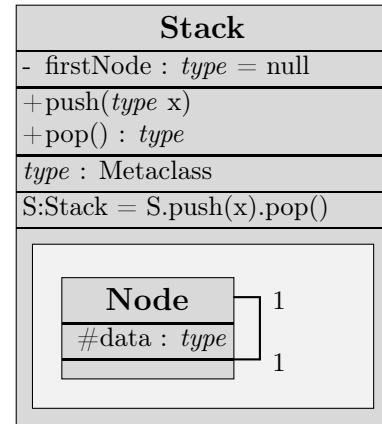 Stack
- firstNode : type = null
+push(type x)
+pop() : type
type : Metaclass
S:Stack = S.push(x).pop()
Node
1
#data : type
1